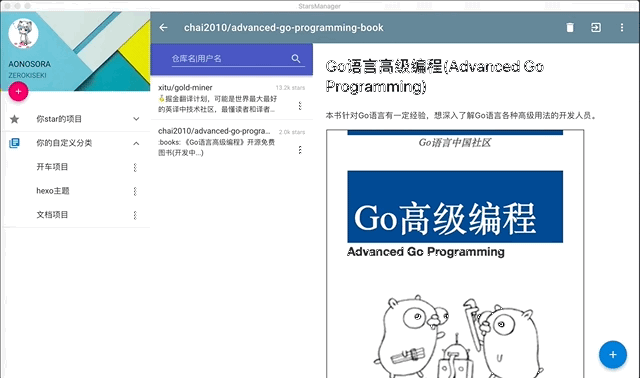 StarsManager
AONOSORA
ZEROKISEKI
你star的项目
你的自定义分类
开车项目
hexo主题
文档项目
chai2010/advanced-go-programming-book
仓库名|用户名
xitu/gold-miner
13.2k stars
掘金翻译计划，可能是世界最大最好
的英译中技术社区，最懂读者和译者...
chai2010/advanced-go-progra...
2.0k stars
:books: 《Go语言高级编程》开源免费
图书(开发中...)
Go语言高级编程(Advanced Go
Programming)
本书针对Go语言有一定经验，想深入了解Go语言各种高级用法的开发人员。
Go语言中国社区
Go高级编程
Advanced Go Programming